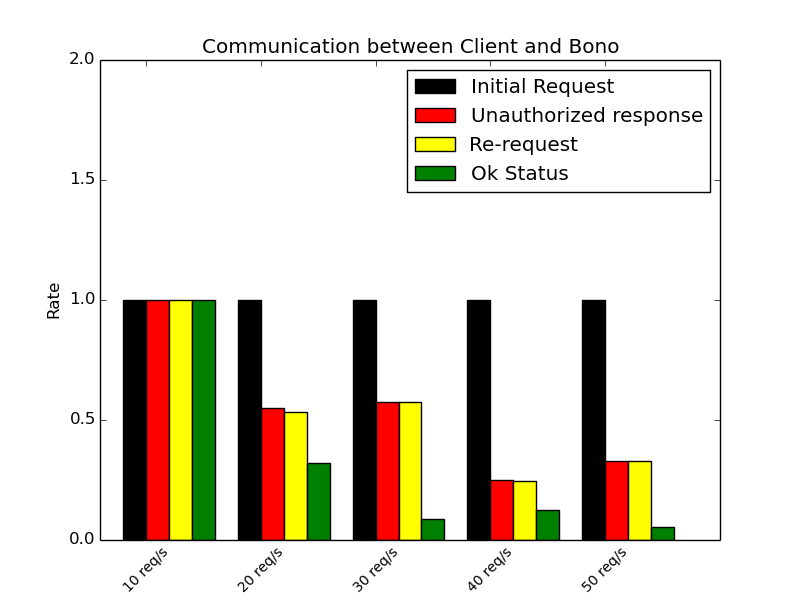 Communication between Client and Bono
2.0
1.5
1.0
0.5
0.0
Rate
Initial Request
Unauthorized response
Re-request
Ok Status
10 req/s
20 req/s
30 req/s
40 req/s
50 req/s